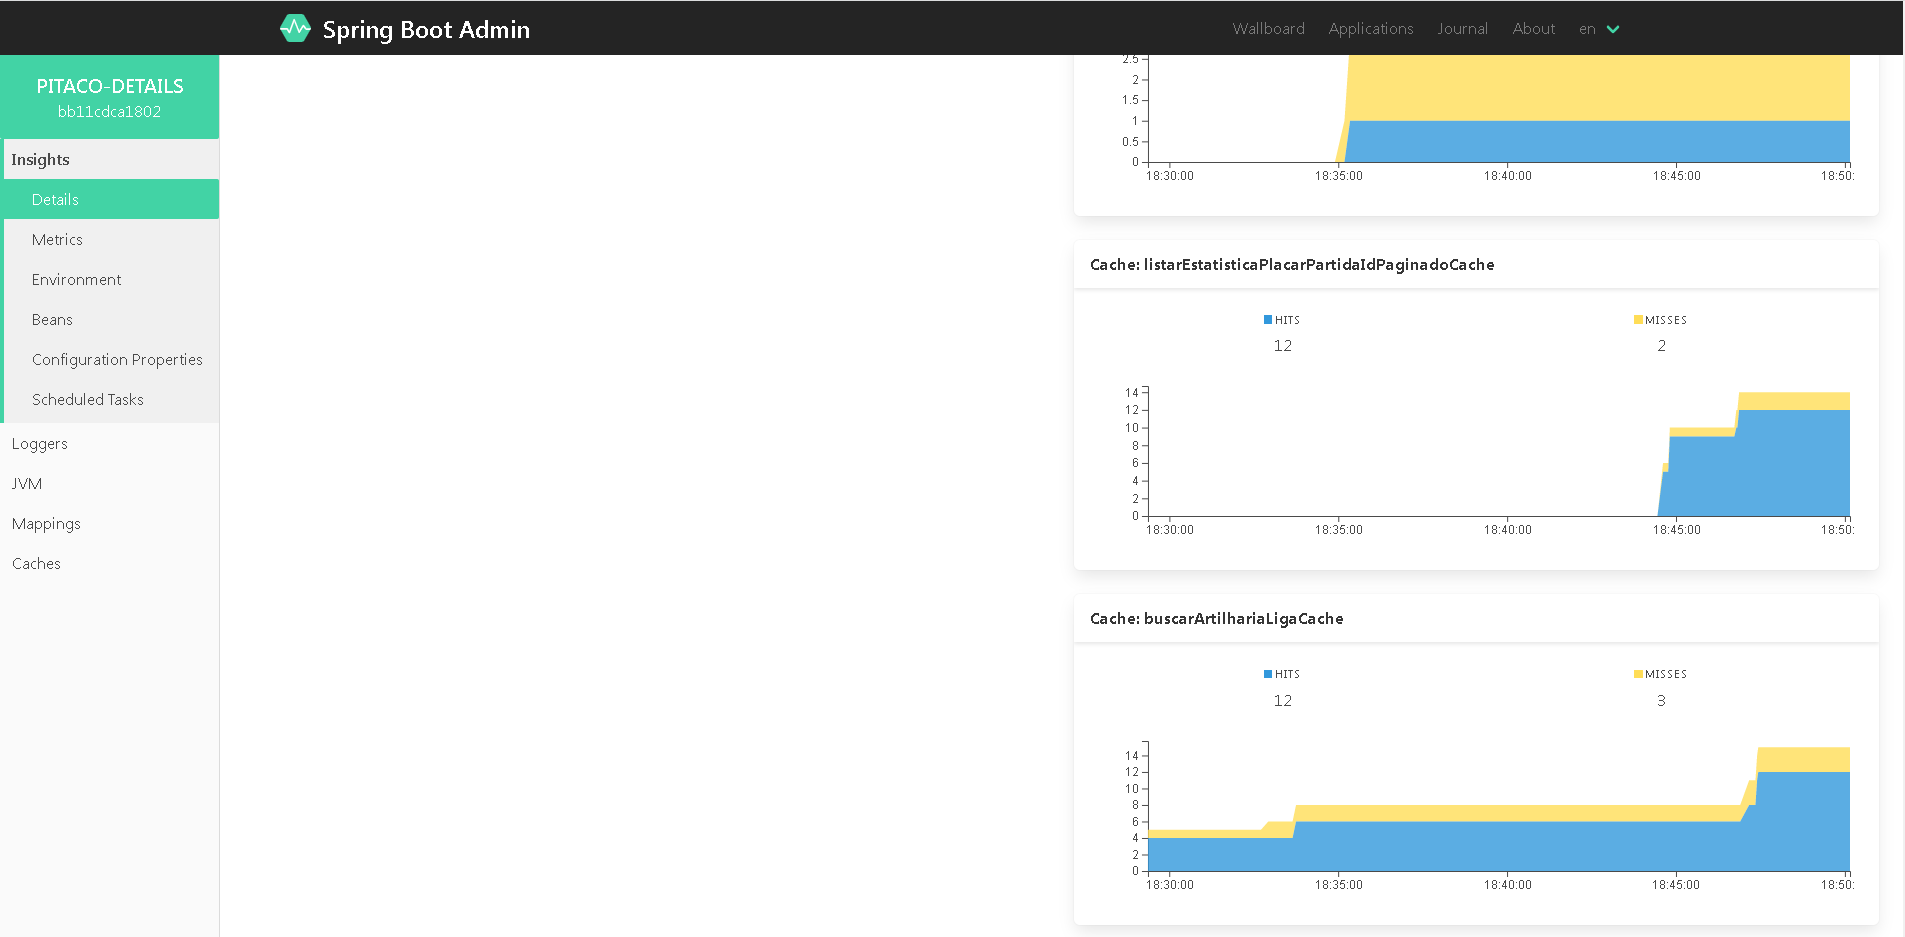 Spring Boot Admin
Wallboard Applications Journal About en
PITACO-DETAILS
bb11cdca1802
Insights
Details
Metrics
Environment
Beans
Configuration Properties
Scheduled Tasks
Loggers
JVM
Mappings
Caches
2.5
2
1.5
1
0.5
0
18:30:00 18:35:00 18:40:00 18:45:00 18:50:
Cache: listarEstatisticaPlacarPartidaIdPaginadoCache
HITS MISSES
12 2
14
12
10
8
6
4
2
0
18:30:00 18:35:00 18:40:00 18:45:00 18:50:
Cache: buscarArtilhariaLigaCache
HITS MISSES
12 3
14
12
10
8
6
4
2
0
18:30:00 18:35:00 18:40:00 18:45:00 18:50: